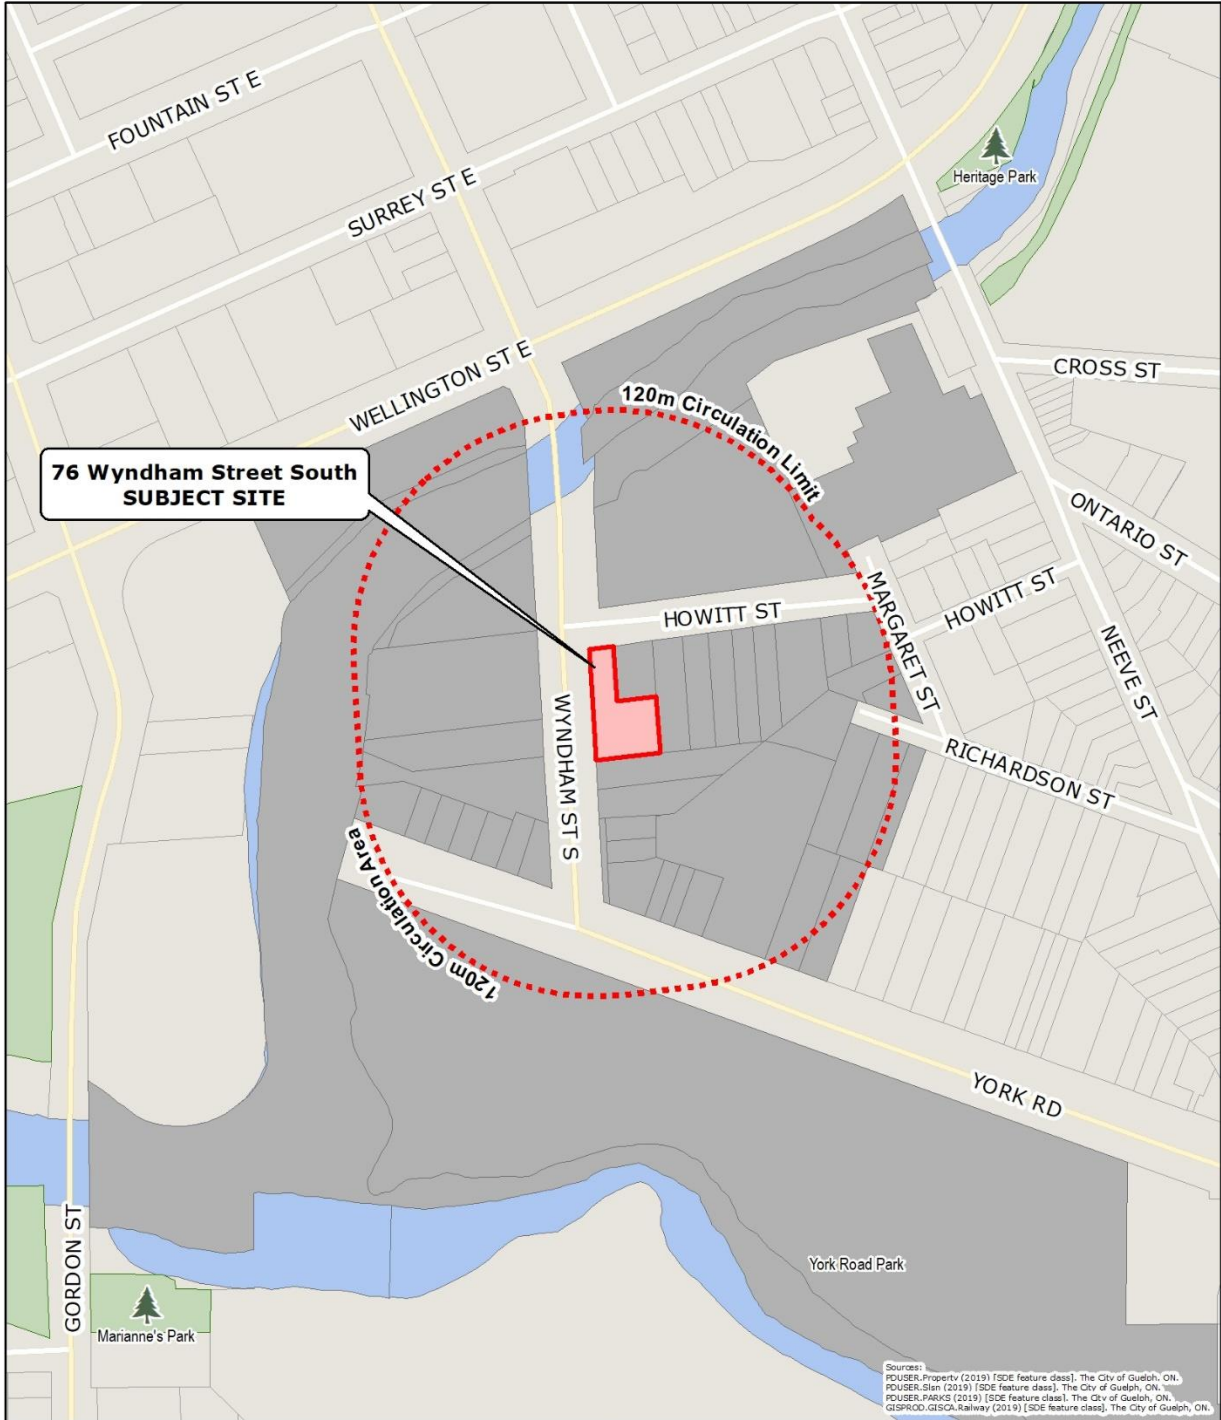 FOUNTAIN ST E
SURREY ST E
Heritage Park
WELLINGTON ST E
CROSS ST
120m Circulation Limit
76 Wyndham Street South
SUBJECT SITE
ONTARIO ST
HOWITT ST
MARGARET ST
HOWITT ST
NEEVE ST
WYNDHAM ST S
RICHARDSON ST
120m Circulation Area
YORK RD
GORDON ST
York Road Park
Marianne's Park
Sources:
PDUSER.Property (2019) [SDE feature class]. The City of Guelph, ON.
PDUSER.Slsn (2019) [SDE feature class]. The City of Guelph, ON.
PDUSER.PARKS (2019) [SDE feature class]. The City of Guelph, ON.
GISPROD.GISCA.Railway (2019) [SDE feature class]. The City of Guelph, ON.